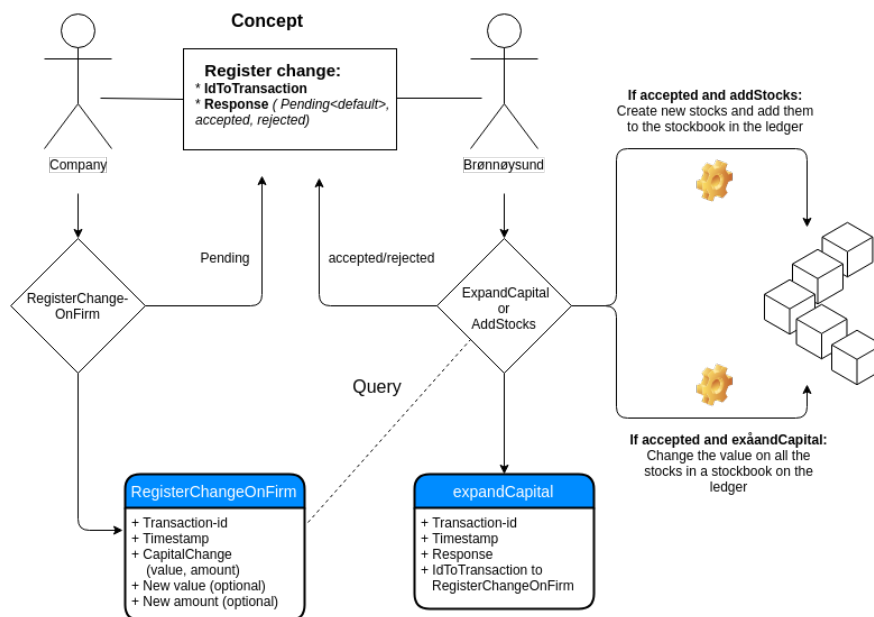 Concept
Register change:
* IdToTransaction
* Response ( Pending<default>,
accepted, rejected)
Company
Brønnøysund
If accepted and addStocks:
Create new stocks and add them
to the stockbook in the ledger
Pending
accepted/rejected
RegisterChange-
OnFirm
ExpandCapital
or
AddStocks
Query
If accepted and exåandCapital:
Change the value on all the
stocks in a stockbook on the
ledger
RegisterChangeOnFirm
+ Transaction-id
+ Timestamp
+ CapitalChange
(value, amount)
+ New value (optional)
+ New amount (optional)
expandCapital
+ Transaction-id
+ Timestamp
+ Response
+ IdToTransaction to
RegisterChangeOnFirm